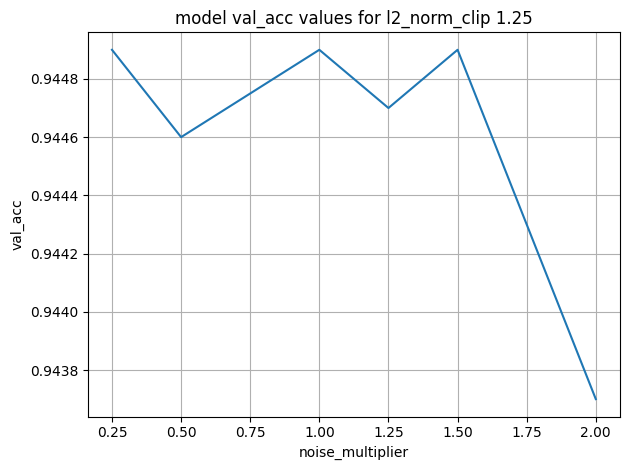 model val_acc values for l2_norm_clip 1.25
0.9448
0.9446
0.9444
0.9442
0.9440
0.9438
val_acc
0.25 0.50 0.75 1.00 1.25 1.50 1.75 2.00
noise_multiplier